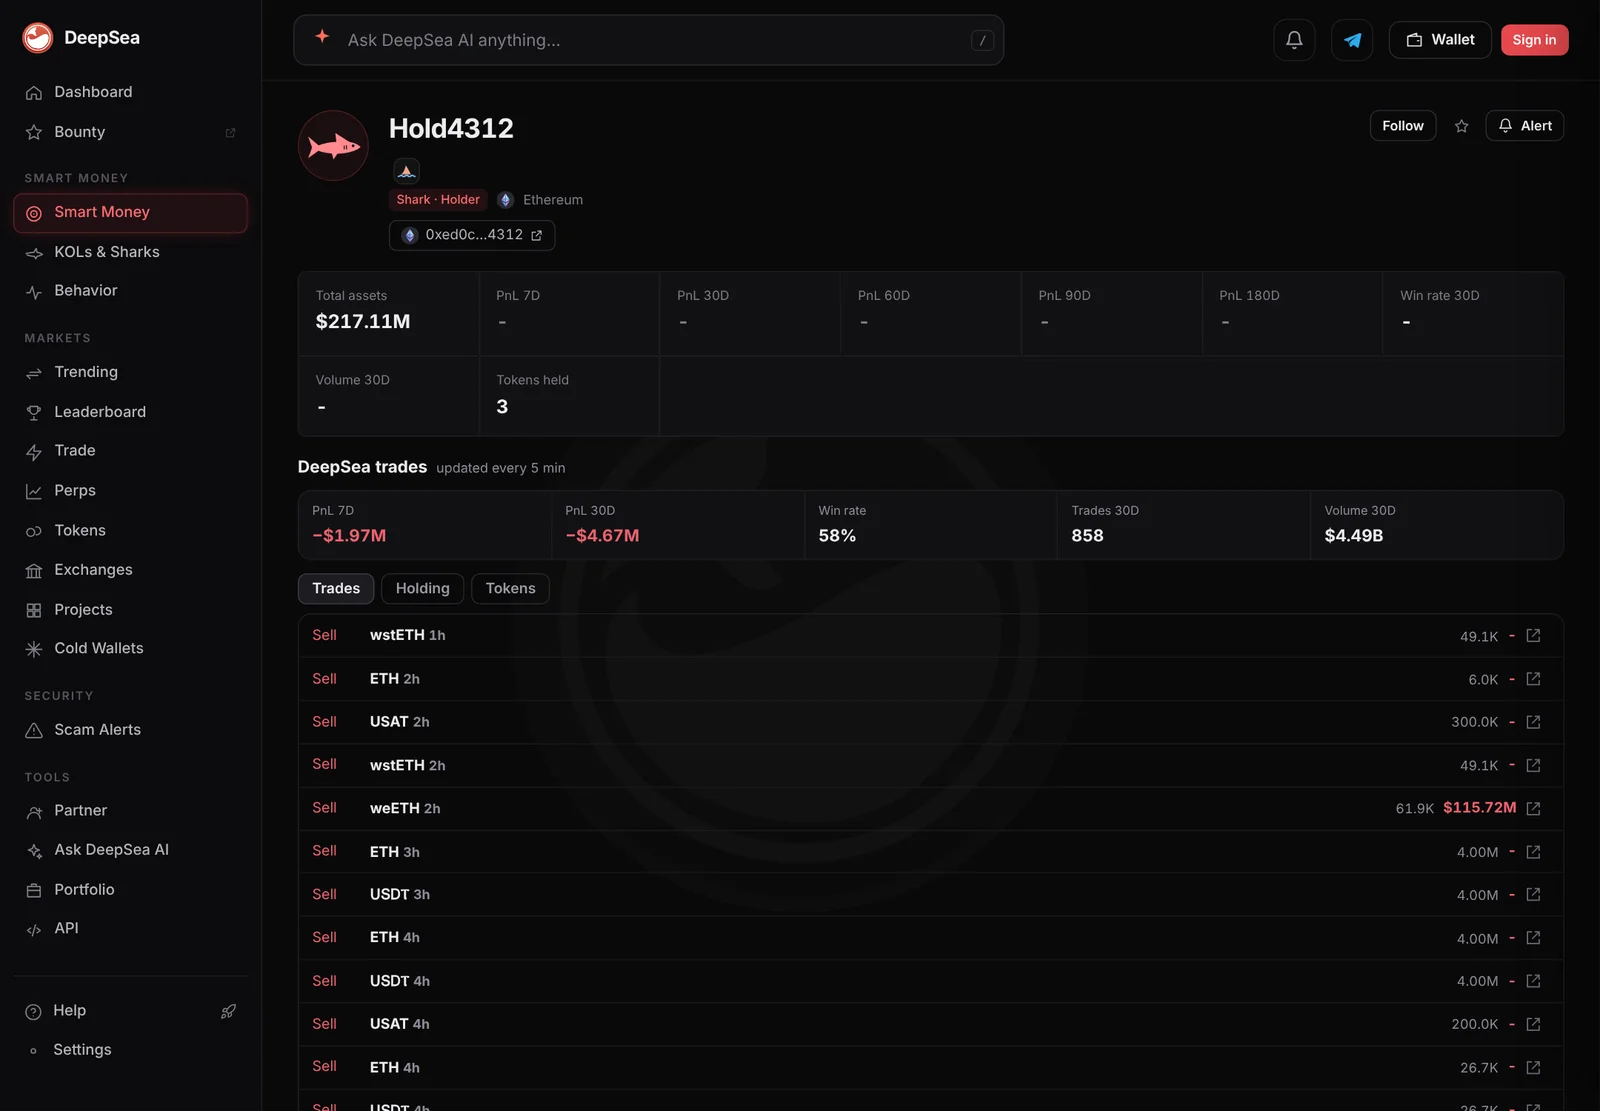 DeepSea
Ask DeepSea AI anything...
/
Wallet
Sign in
Dashboard
Bounty
SMART MONEY
Smart Money
KOLs & Sharks
Behavior
MARKETS
Trending
Leaderboard
Trade
Perps
Tokens
Exchanges
Projects
Cold Wallets
SECURITY
Scam Alerts
TOOLS
Partner
Ask DeepSea AI
Portfolio
API
Help
Settings
Hold4312
Follow
Alert
Shark · Holder
Ethereum
0xed0c...4312
Total assets
$217.11M
PnL 7D
-
PnL 30D
-
PnL 60D
-
PnL 90D
-
PnL 180D
-
Win rate 30D
-
Volume 30D
-
Tokens held
3
DeepSea trades updated every 5 min
PnL 7D
−$1.97M
PnL 30D
−$4.67M
Win rate
58%
Trades 30D
858
Volume 30D
$4.49B
Trades Holding Tokens
Sell wstETH 1h 49.1K -
Sell ETH 2h 6.0K -
Sell USAT 2h 300.0K -
Sell wstETH 2h 49.1K -
Sell weETH 2h 61.9K $115.72M
Sell ETH 3h 4.00M -
Sell USDT 3h 4.00M -
Sell ETH 4h 4.00M -
Sell USDT 4h 4.00M -
Sell USAT 4h 200.0K -
Sell ETH 4h 26.7K -
Sell USDT 4h 26.7K -